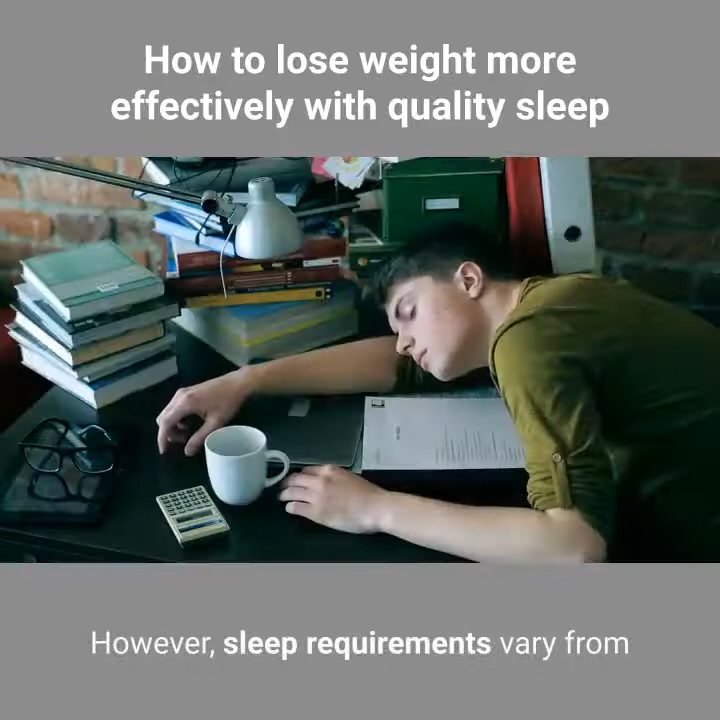 How to lose weight more
effectively with quality sleep
However, sleep requirements vary from